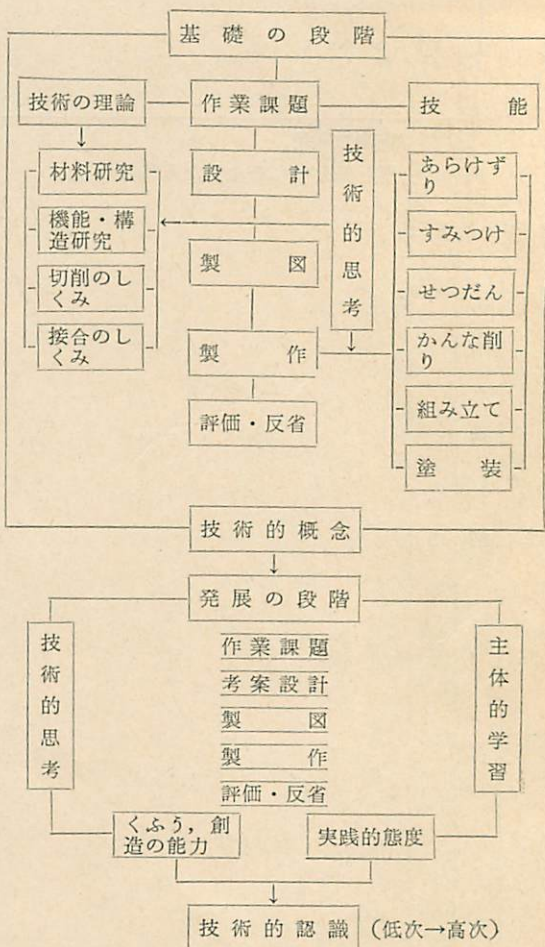 基礎の段階
技術の理論
作業課題
技能
材料研究
機能・構
造研究
切削のし
くみ
接合のし
くみ
設計
製図
製作
評価・反省
技術的思考
あらけず
り
すみつけ
せつだん
かんな削
り
組み立て
塗装
技術的概念
発展の段階
技術的思考
作業課題
考案設計
製図
製作
評価・反省
主体的学習
くふう，創
造の能力
実践的態度
技術的認識（低次→高次）